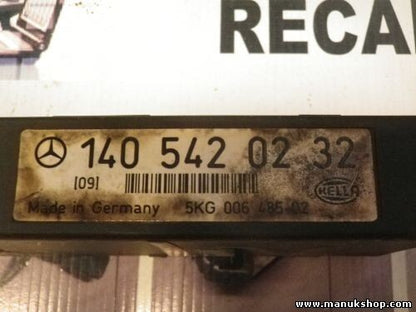 RECA
140 542 02 32
[09]
HELLA
Made in Germany 5KG 006 485-02
www.manukshop.com